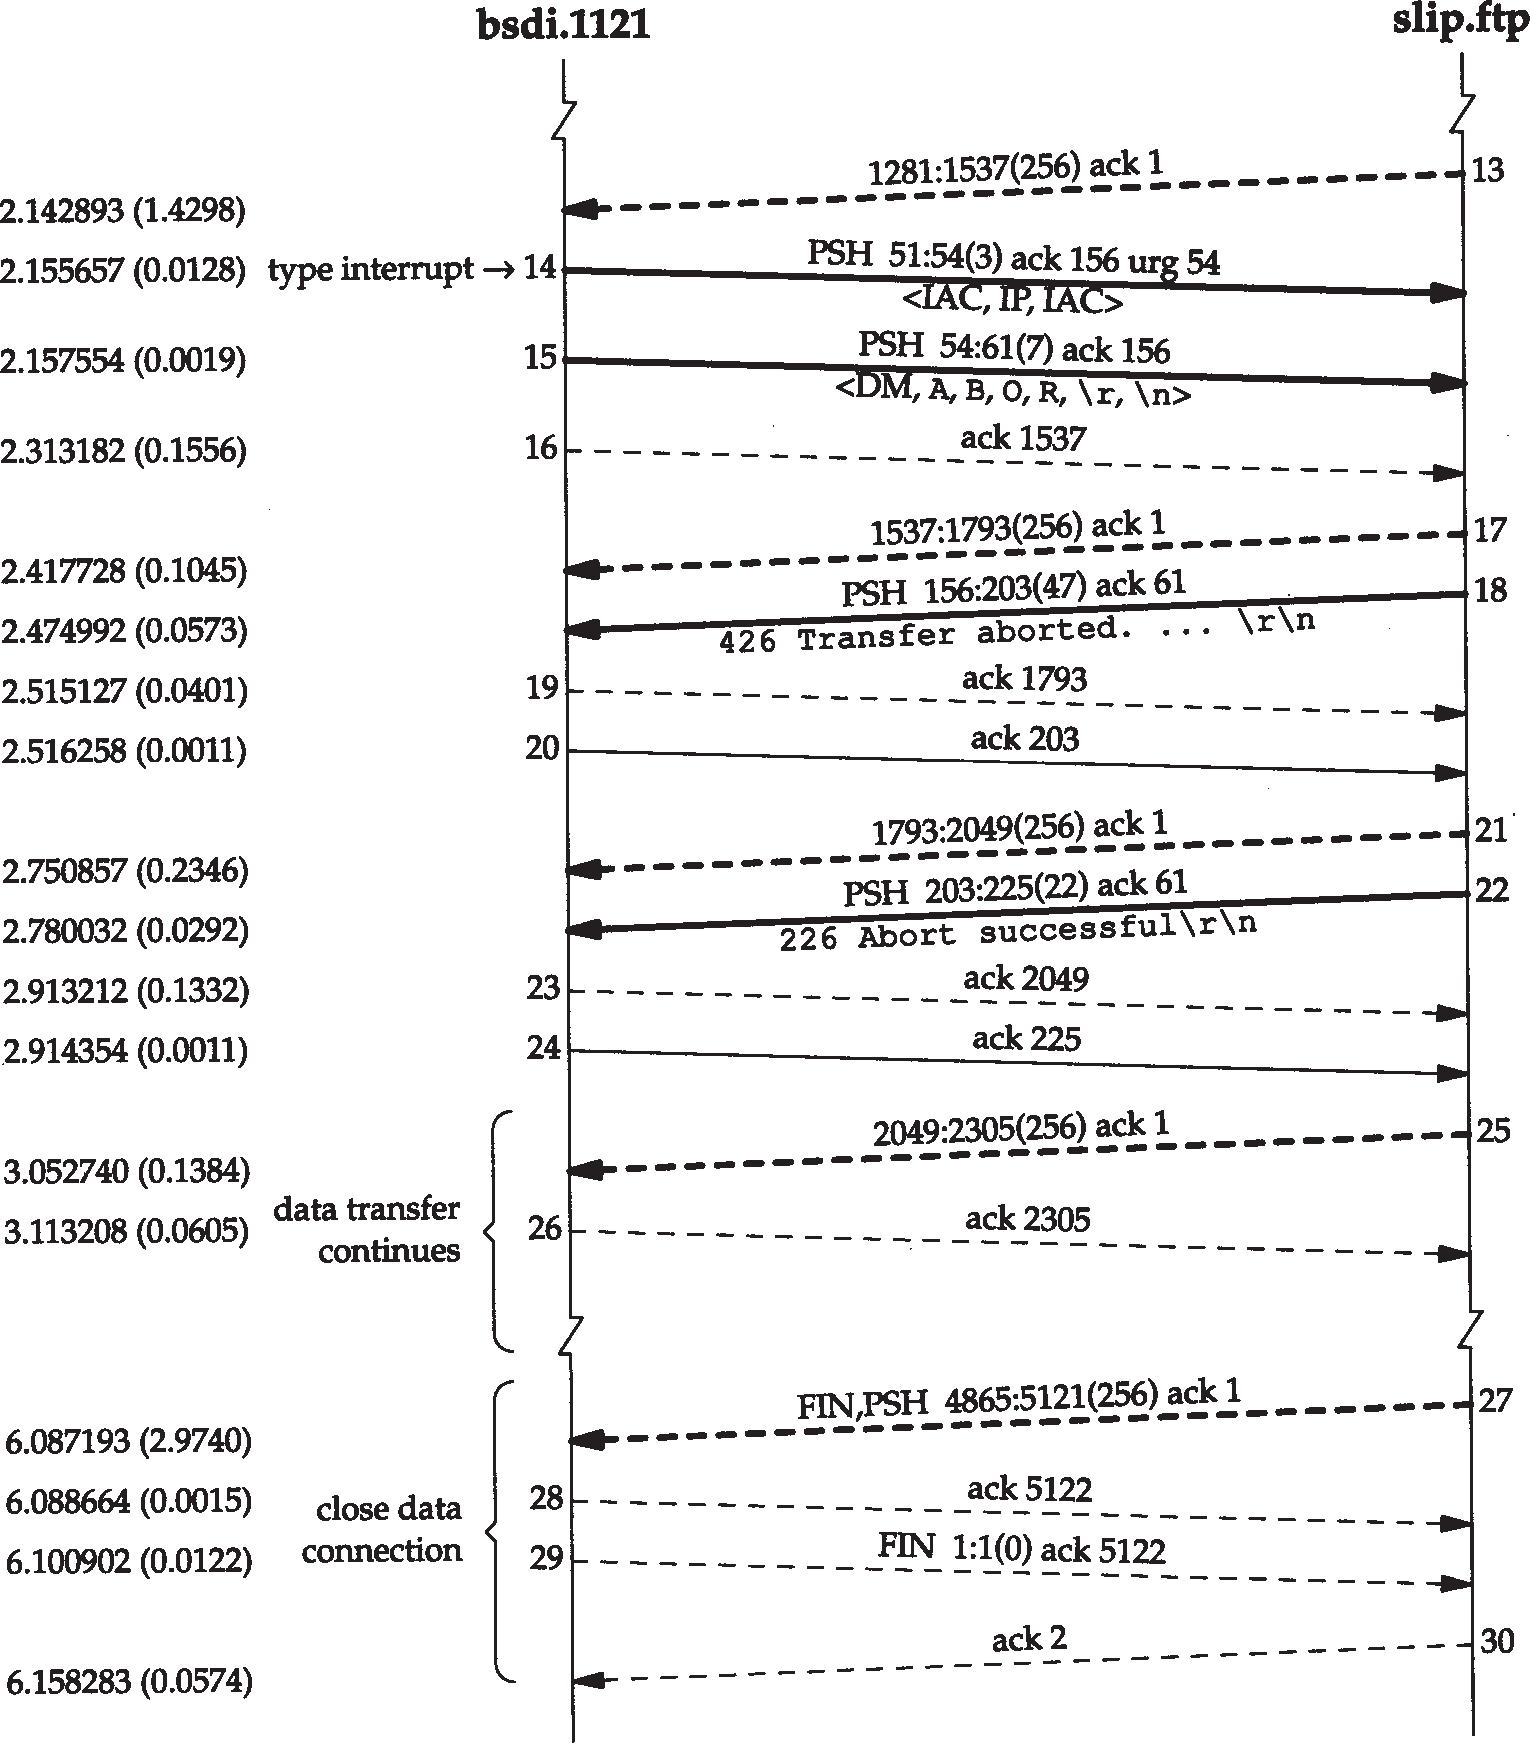 bsdi.1121
slip.ftp
1281:1537(256) ack 1
13
2.142893 (1.4298)
2.155657 (0.0128) type interrupt → 14
PSH 51:54(3) ack 156 urg 54
<IAC, IP, IAC>
2.157554 (0.0019)
15
PSH 54:61(7) ack 156
<DM, A, B, O, R, \r, \n>
2.313182 (0.1556)
16
ack 1537
1537:1793(256) ack 1
17
2.417728 (0.1045)
PSH 156:203(47) ack 61
18
2.474992 (0.0573)
426 Transfer aborted. ... \r\n
2.515127 (0.0401)
19
ack 1793
2.516258 (0.0011)
20
ack 203
1793:2049(256) ack 1
21
2.750857 (0.2346)
PSH 203:225(22) ack 61
22
2.780032 (0.0292)
226 Abort successful\r\n
2.913212 (0.1332)
23
ack 2049
2.914354 (0.0011)
24
ack 225
2049:2305(256) ack 1
25
3.052740 (0.1384)
data transfer
continues
3.113208 (0.0605)
26
ack 2305
FIN,PSH 4865:5121(256) ack 1
27
6.087193 (2.9740)
6.088664 (0.0015)
close data
connection
28
ack 5122
6.100902 (0.0122)
29
FIN 1:1(0) ack 5122
ack 2
30
6.158283 (0.0574)